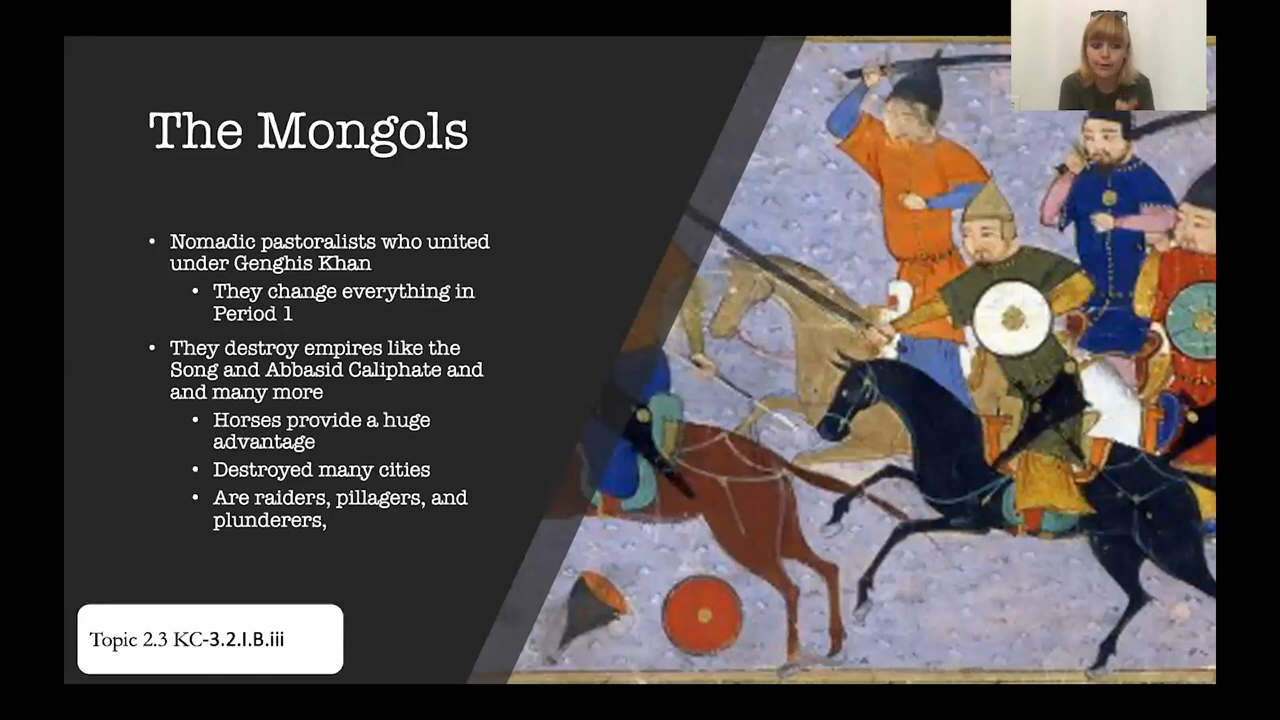 The Mongols
• Nomadic pastoralists who united
under Genghis Khan
• They change everything in
Period 1
• They destroy empires like the
Song and Abbasid Caliphate and
and many more
• Horses provide a huge
advantage
• Destroyed many cities
• Are raiders, pillagers, and
plunderers,
Topic 2.3 KC-3.2.I.B.iii